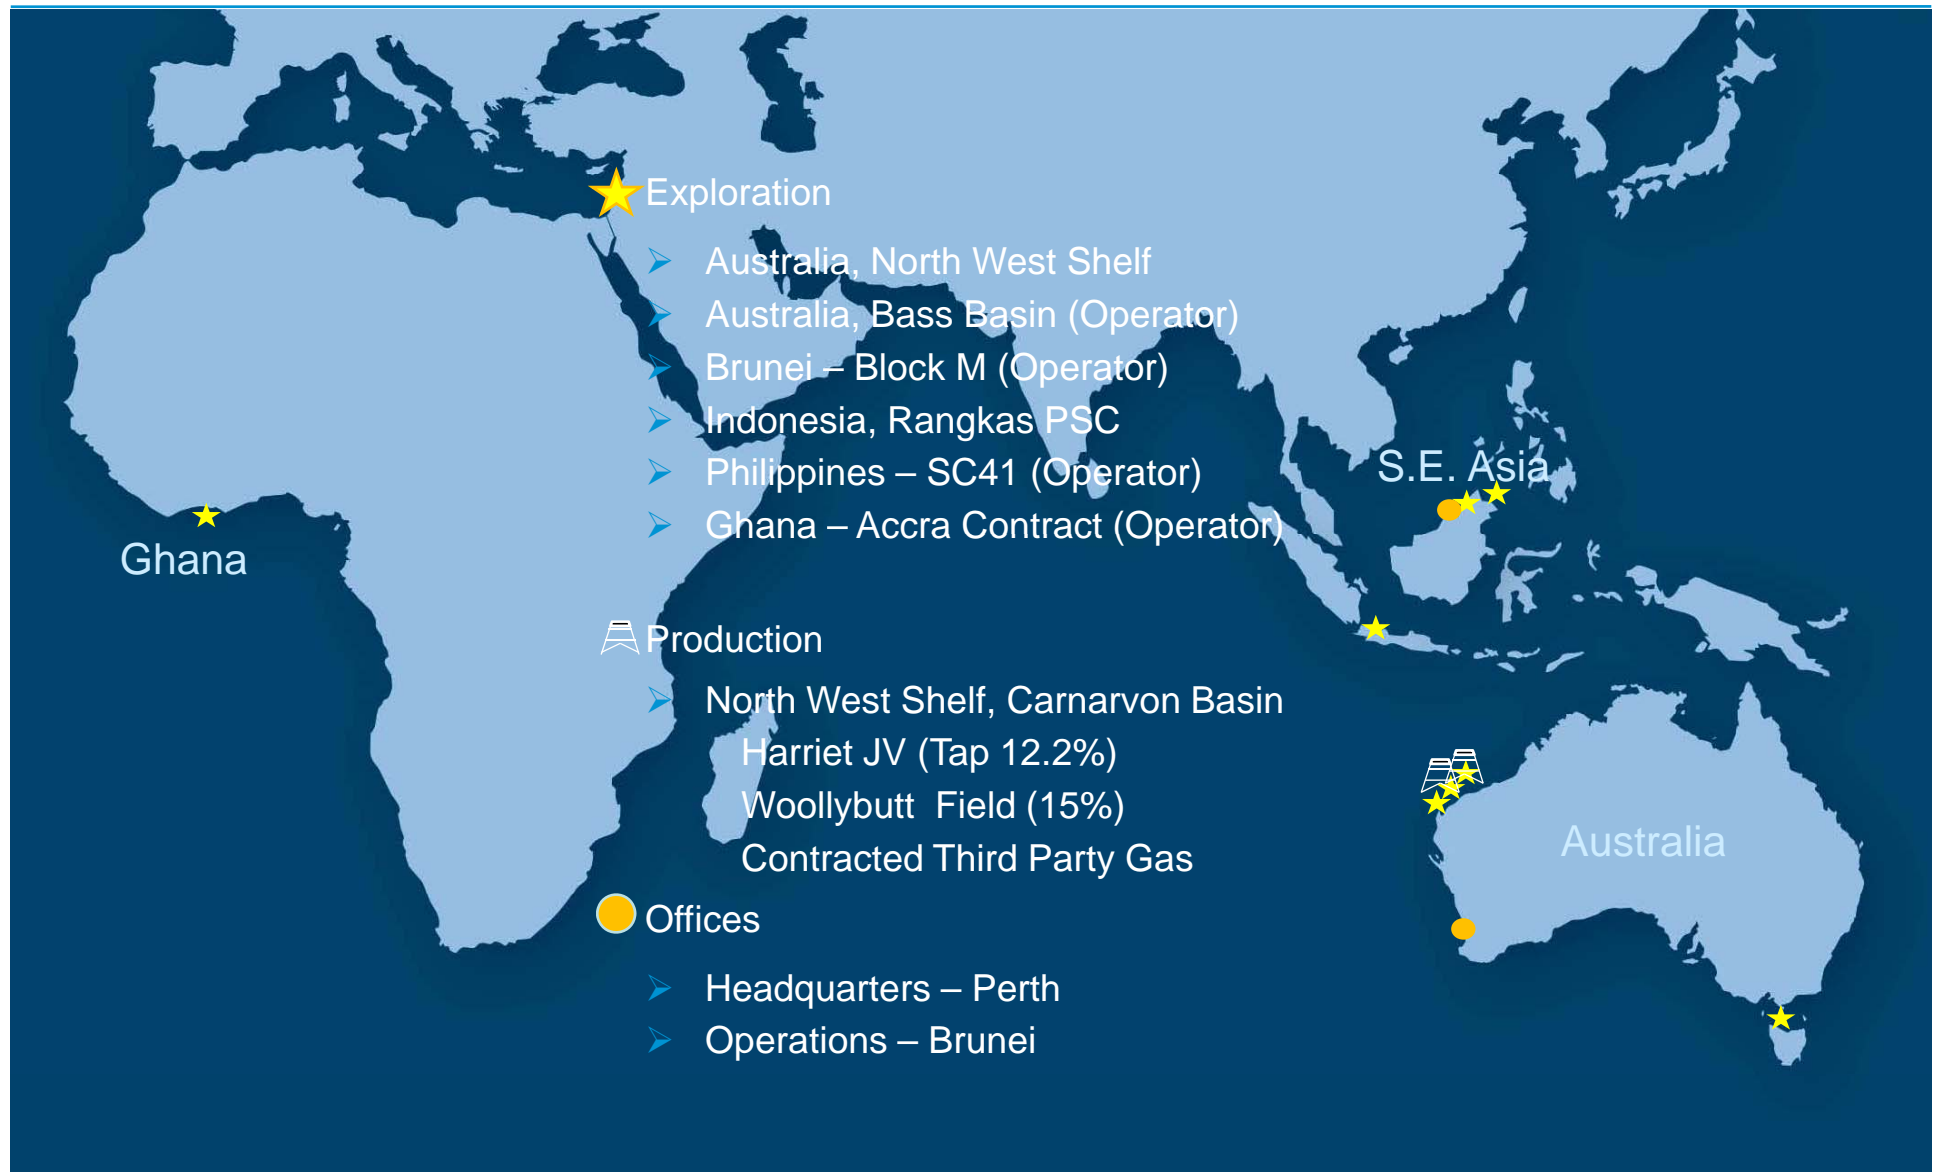 Exploration
Australia, North West Shelf
Australia, Bass Basin (Operator)
Brunei – Block M (Operator)
Indonesia, Rangkas PSC
Philippines – SC41 (Operator)
Ghana – Accra Contract (Operator)
Production
North West Shelf, Carnarvon Basin
Harriet JV (Tap 12.2%)
Woollybutt  Field (15%)
Contracted Third Party Gas
Offices
Headquarters – Perth
Operations – Brunei
Ghana
S.E. Asia
Australia